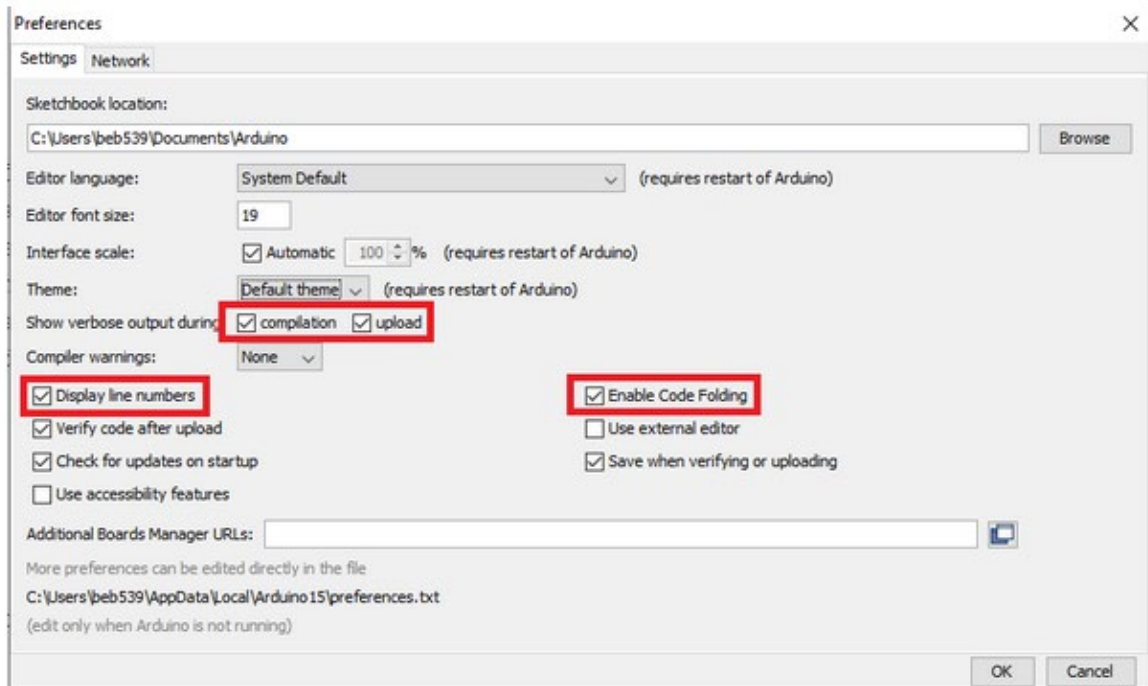 Preferences
Settings Network
Sketchbook location:
C:\Users\beb539\Documents\Arduino Browse
Editor language: System Default (requires restart of Arduino)
Editor font size: 19
Interface scale: Automatic 100 % (requires restart of Arduino)
Theme: Default theme (requires restart of Arduino)
Show verbose output during compilation upload
Compiler warnings: None
Display line numbers Enable Code Folding
Verify code after upload Use external editor
Check for updates on startup Save when verifying or uploading
Use accessibility features
Additional Boards Manager URLs:
More preferences can be edited directly in the file
C:\Users\beb539\AppData\Local\Arduino15\preferences.txt
(edit only when Arduino is not running)
OK Cancel